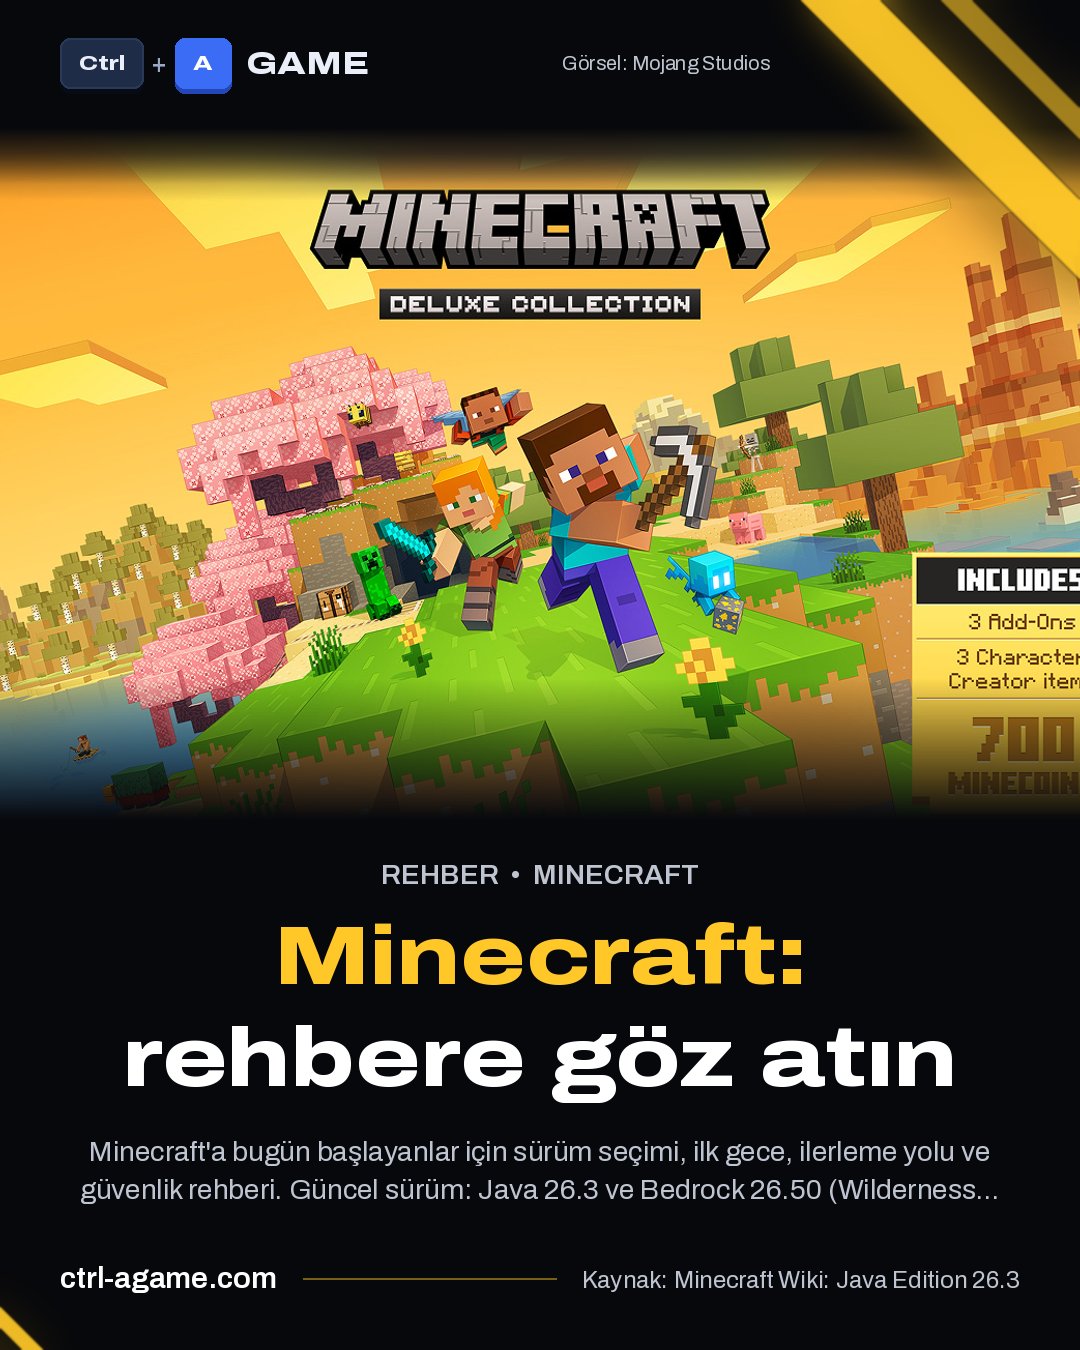 Ctrl + A GAME
Görsel: Mojang Studios
MINECRAFT
DELUXE COLLECTION
INCLUDES
3 Add-Ons
3 Character
Creator item
700
MINECOIN
REHBER • MINECRAFT
Minecraft:
rehbere göz atın
Minecraft'a bugün başlayanlar için sürüm seçimi, ilk gece, ilerleme yolu ve
güvenlik rehberi. Güncel sürüm: Java 26.3 ve Bedrock 26.50 (Wilderness...
ctrl-agame.com
Kaynak: Minecraft Wiki: Java Edition 26.3